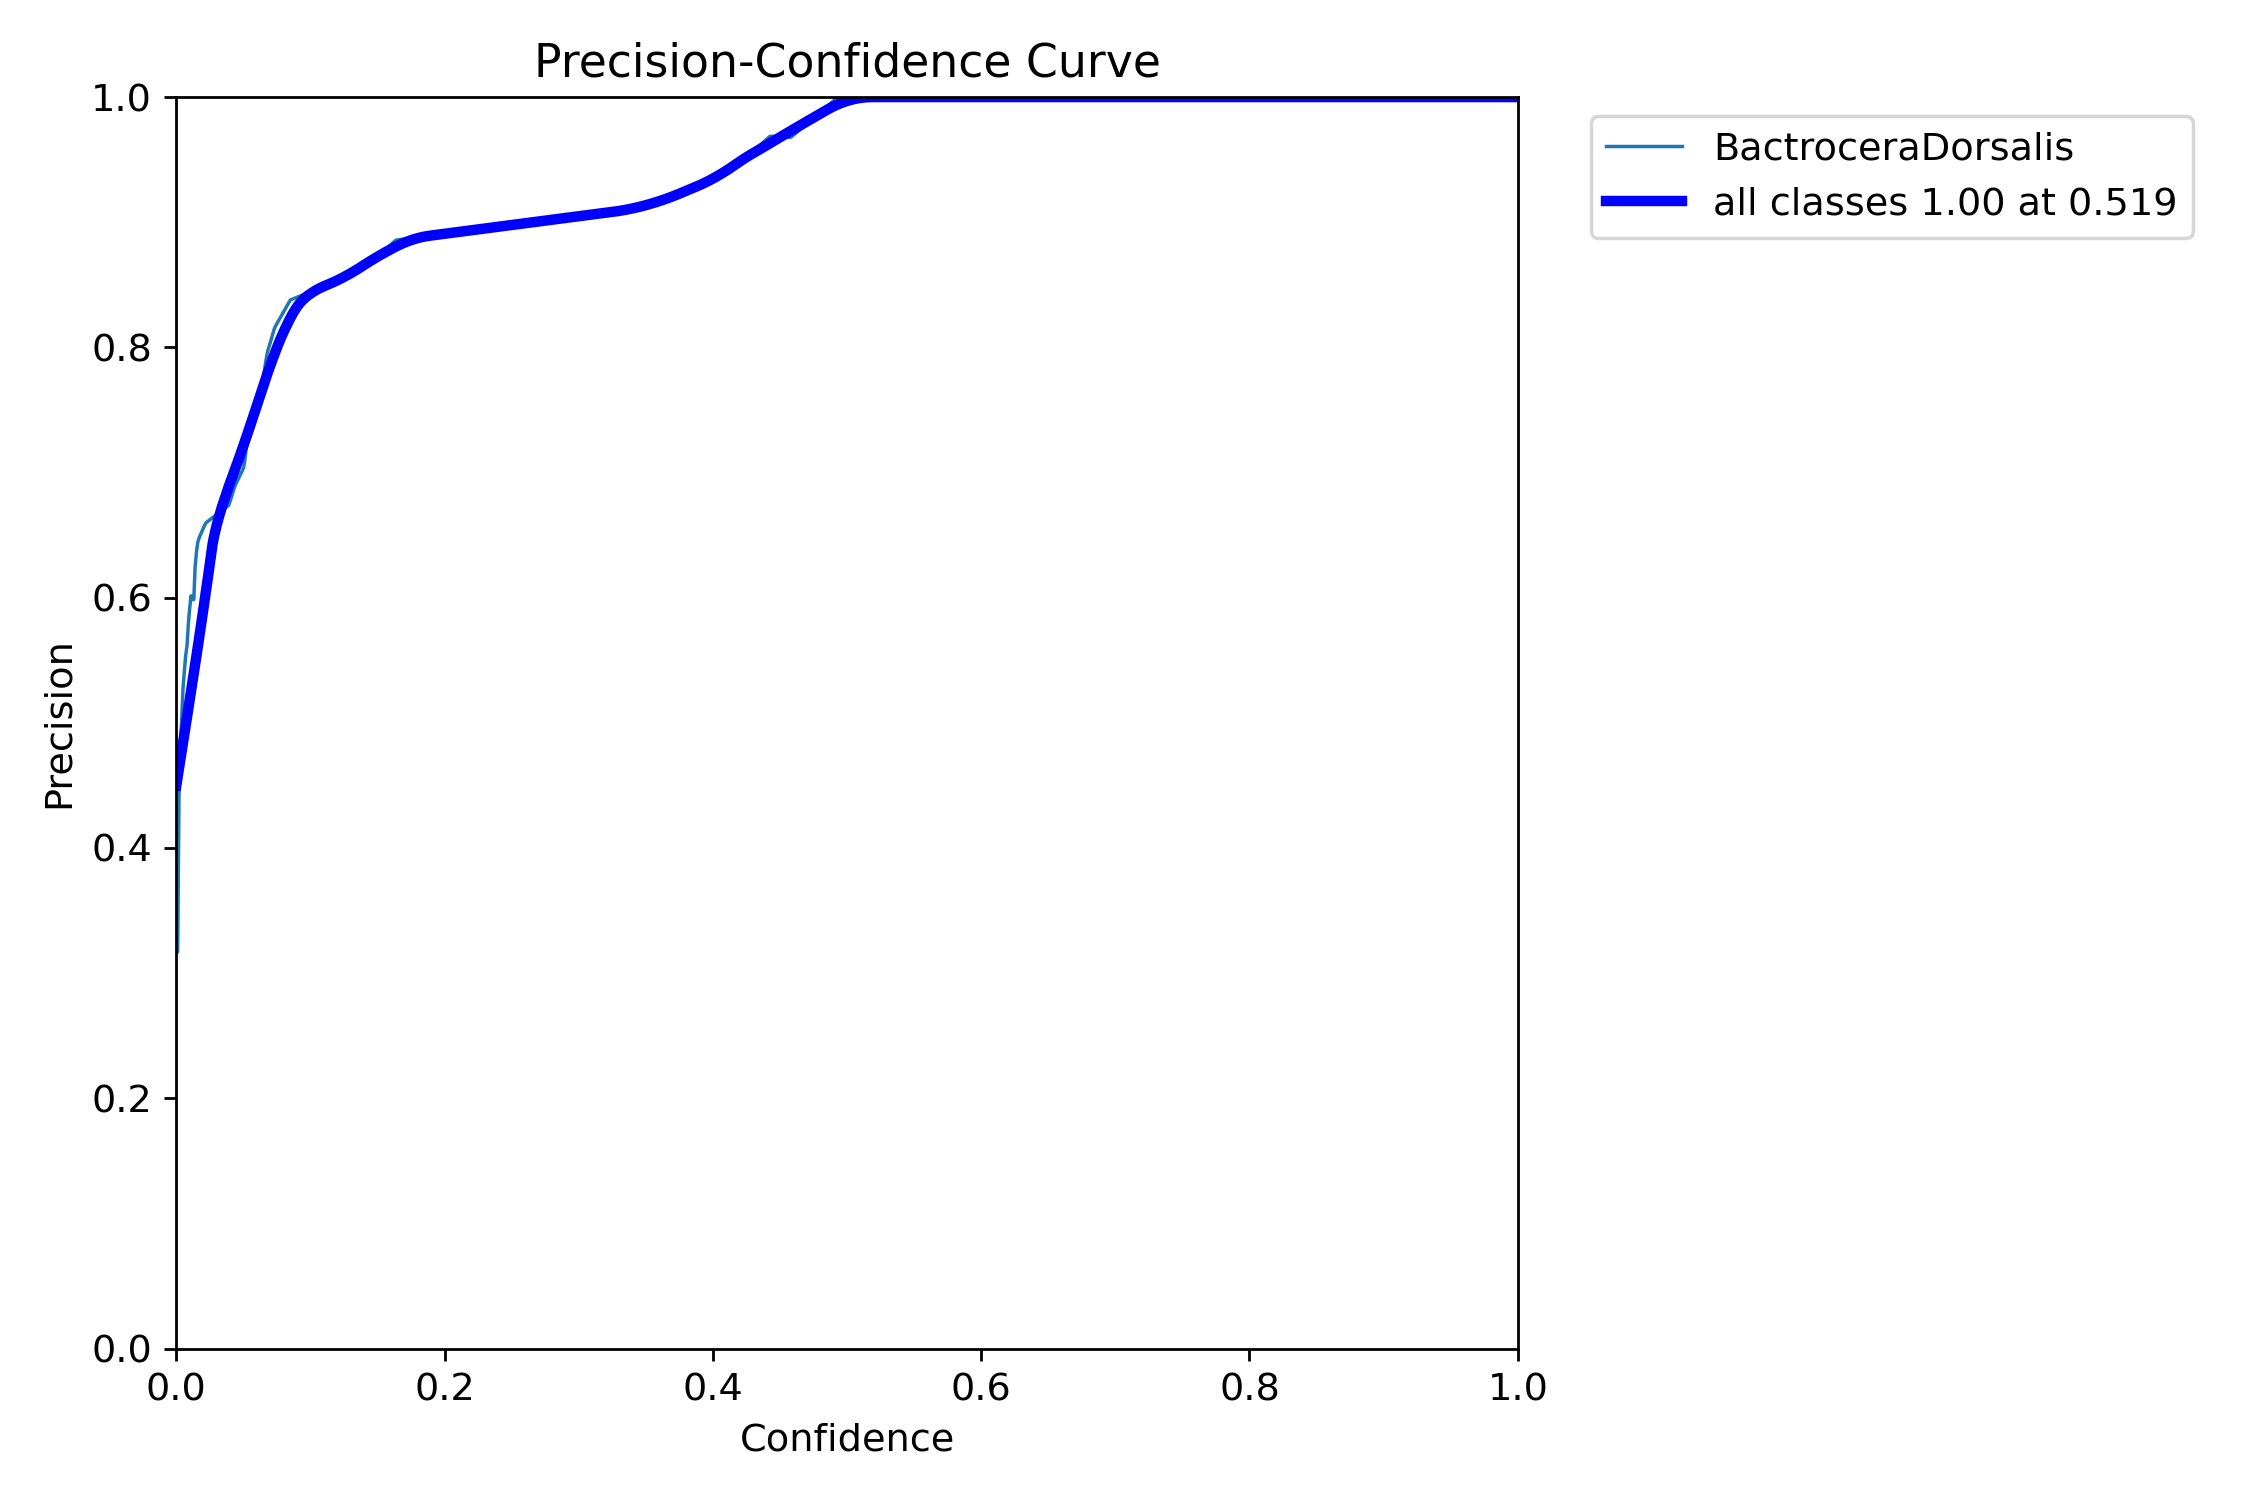 Precision-Confidence Curve
1.0
0.8
0.6
0.4
0.2
0.0
Precision
0.0 0.2 0.4 0.6 0.8 1.0
Confidence
BactroceraDorsalis
all classes 1.00 at 0.519